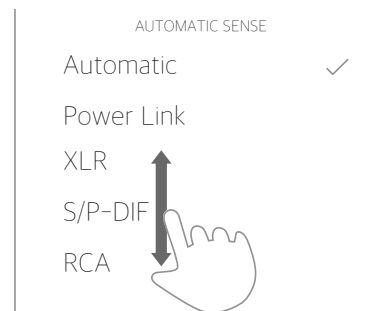 AUTOMATIC SENSE
Automatic
Power Link
XLR
S/P-DIF
RCA